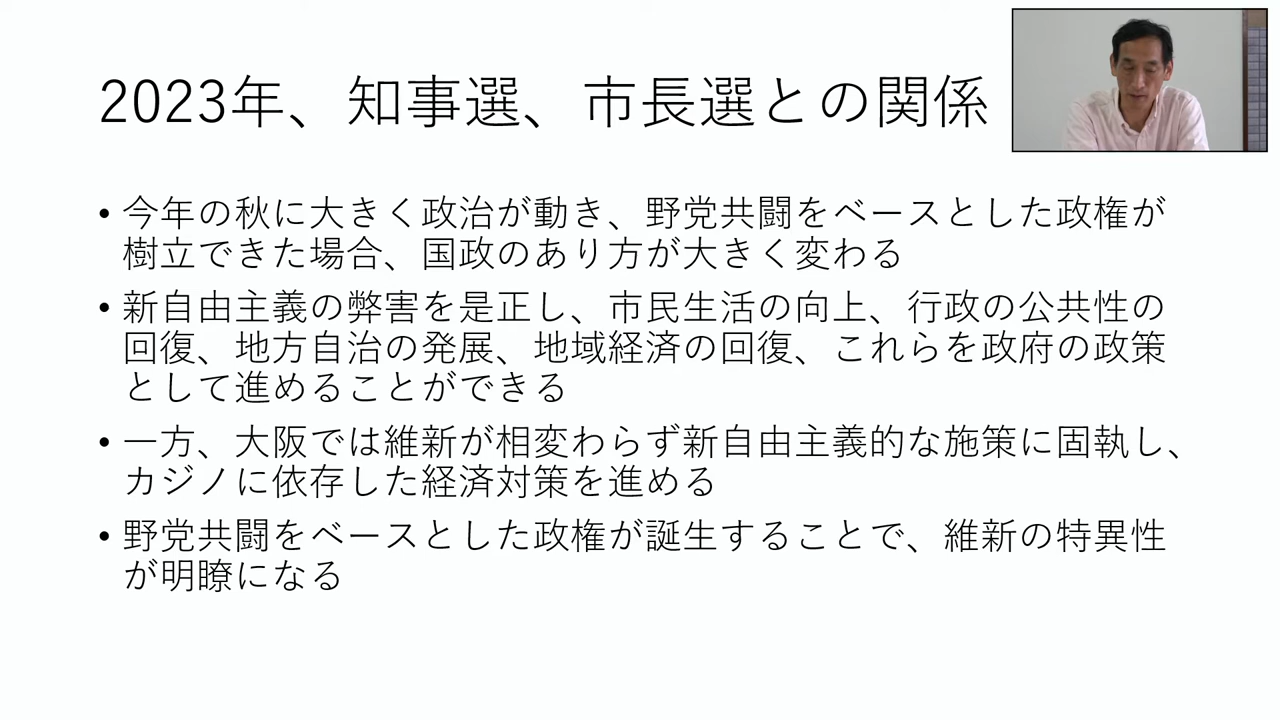 2023年、知事選、市長選との関係
• 今年の秋に大きく政治が動き、野党共闘をベースとした政権が
樹立できた場合、国政のあり方が大きく変わる
• 新自由主義の弊害を是正し、市民生活の向上、行政の公共性の
回復、地方自治の発展、地域経済の回復、これらを政府の政策
として進めることができる
• 一方、大阪では維新が相変わらず新自由主義的な施策に固執し、
カジノに依存した経済対策を進める
• 野党共闘をベースとした政権が誕生することで、維新の特異性
が明瞭になる